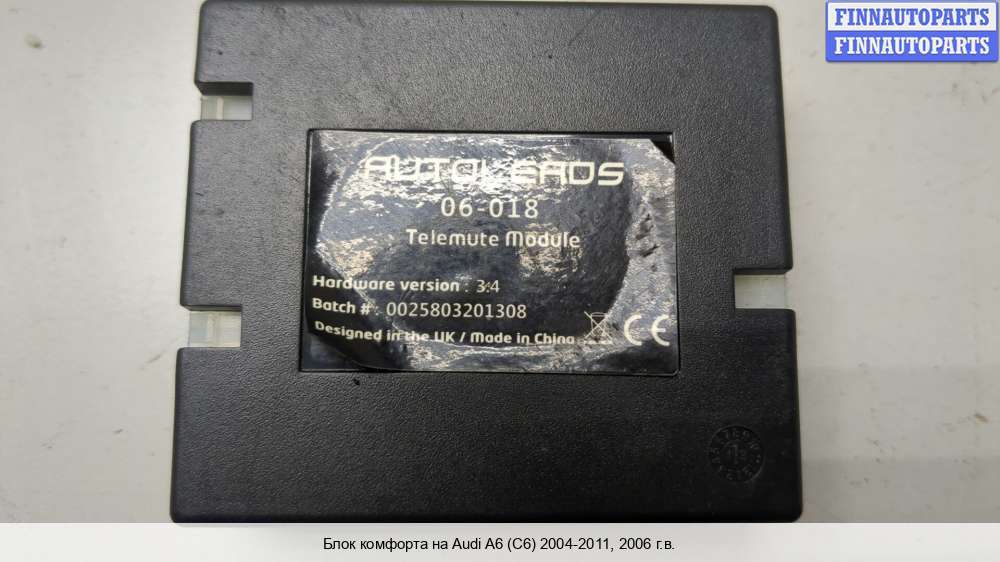 FINNAUTOPARTS
FINNAUTOPARTS
AUTOLEADS
06-018
Telemute Module
Hardware version : 3.4
Batch # : 0025803201308
Designed in the UK / Made in China
CE
Блок комфорта на Audi A6 (C6) 2004-2011, 2006 г.в.